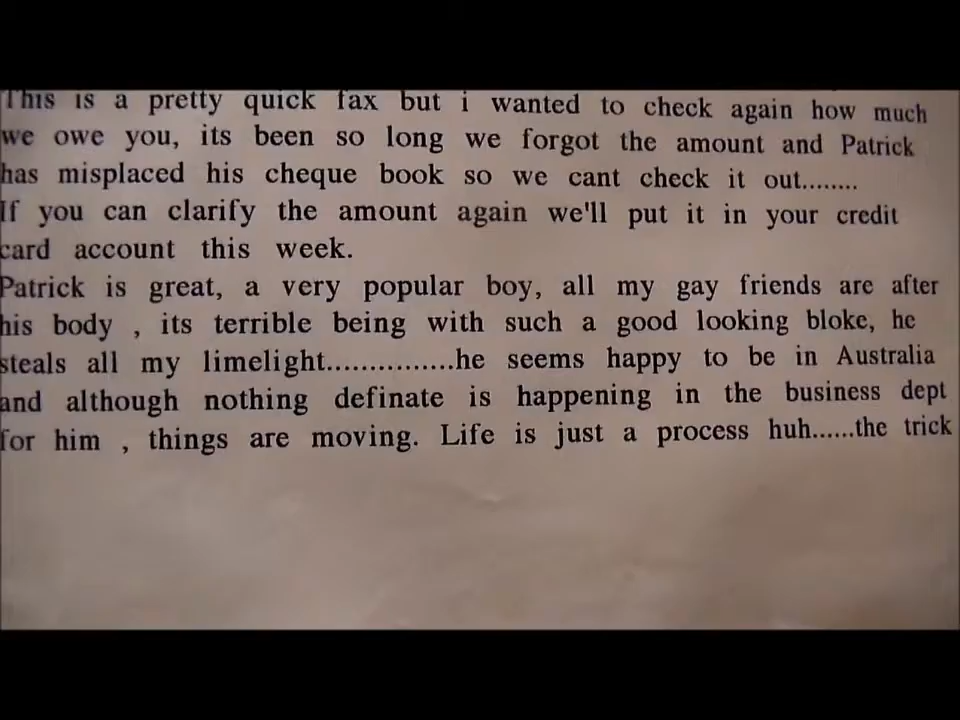 This is a pretty quick fax but i wanted to check again how much
we owe you, its been so long we forgot the amount and Patrick
has misplaced his cheque book so we cant check it out........
If you can clarify the amount again we'll put it in your credit
card account this week.
Patrick is great, a very popular boy, all my gay friends are after
his body , its terrible being with such a good looking bloke, he
steals all my limelight...............he seems happy to be in Australia
and although nothing definate is happening in the business dept
for him , things are moving. Life is just a process huh......the trick